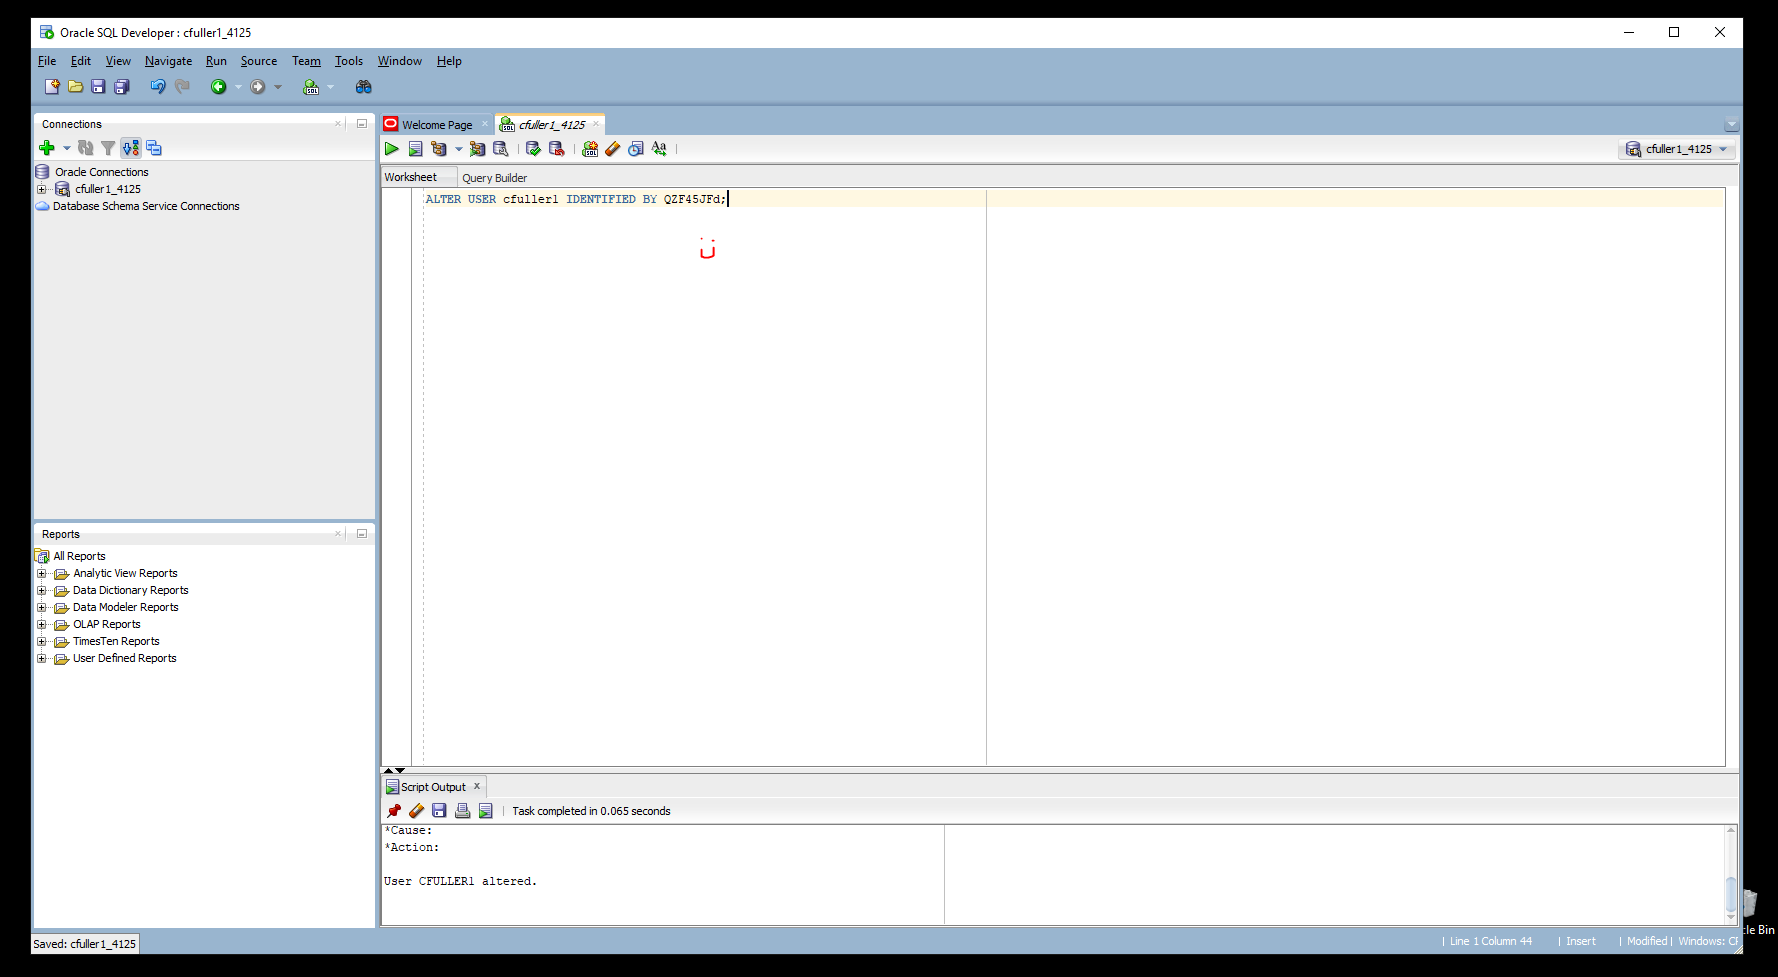 Oracle SQL Developer : cfuller1_4125
File Edit View Navigate Run Source Team Tools Window Help
Connections
Oracle Connections
cfuller1_4125
Database Schema Service Connections
Reports
All Reports
Analytic View Reports
Data Dictionary Reports
Data Modeler Reports
OLAP Reports
TimesTen Reports
User Defined Reports
Welcome Page cfuller1_4125
cfuller1_4125
Worksheet Query Builder
ALTER USER cfuller1 IDENTIFIED BY QZF45JFd;
Script Output
Task completed in 0.065 seconds
*Cause:
*Action:
User CFULLER1 altered.
Saved: cfuller1_4125
| Line 1 Column 44 | Insert | Modified | Windows: CF
cle Bin